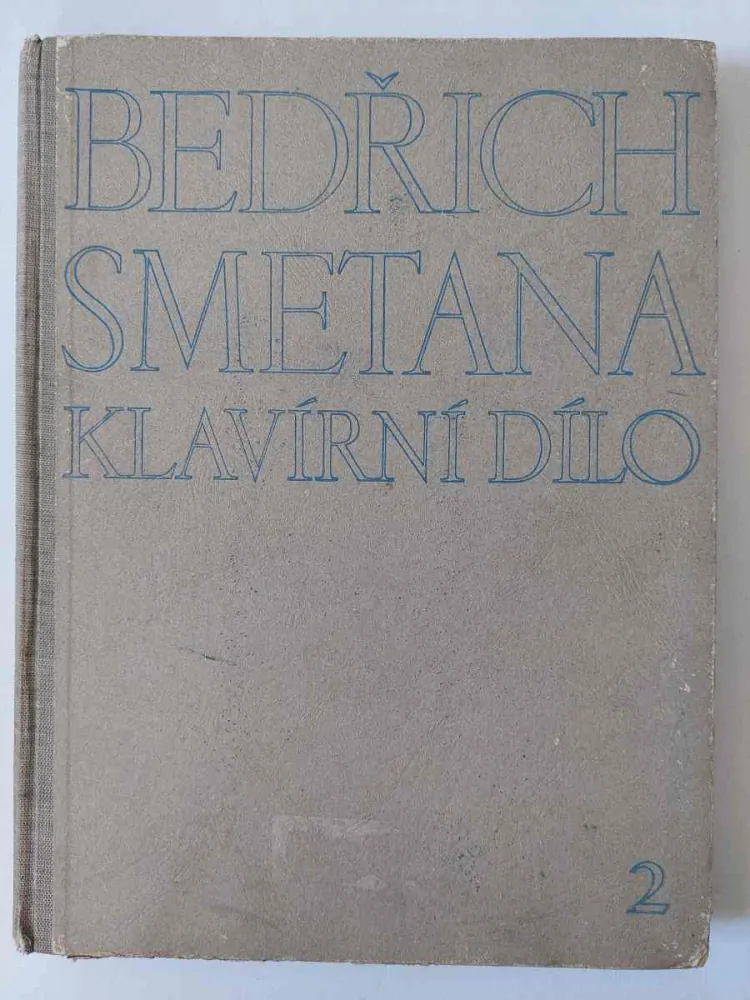 BEDŘICH
SMETANA
KLAVÍRNÍ DÍLO
2